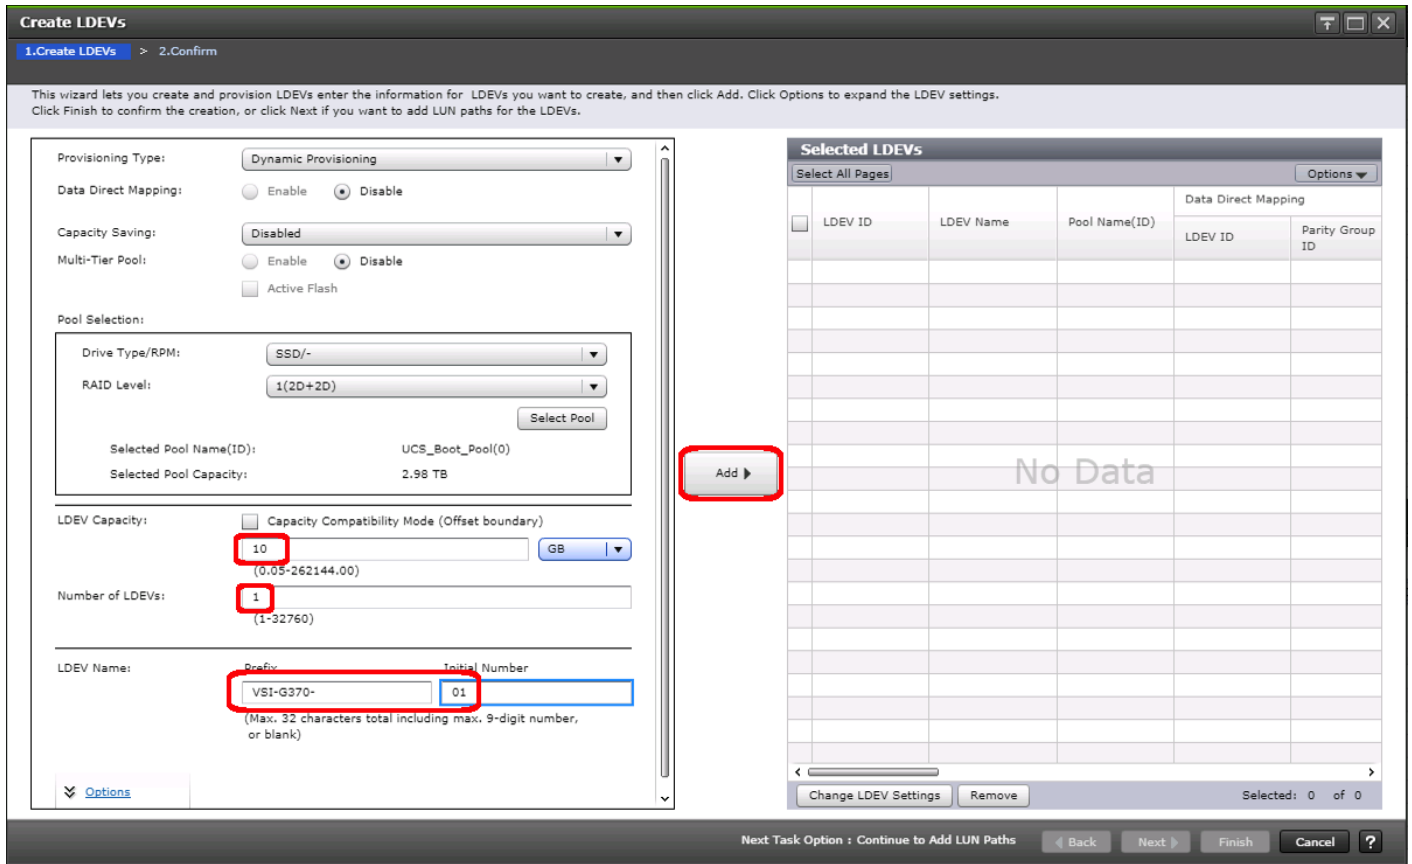 Create LDEVs
1.Create LDEVs > 2.Confirm
This wizard lets you create and provision LDEVs enter the information for LDEVs you want to create, and then click Add. Click Options to expand the LDEV settings.
Click Finish to confirm the creation, or click Next if you want to add LUN paths for the LDEVs.
Provisioning Type: Dynamic Provisioning
Data Direct Mapping: Enable Disable
Capacity Saving: Disabled
Multi-Tier Pool: Enable Disable
Active Flash
Pool Selection:
Drive Type/RPM: SSD/-
RAID Level: 1(2D+2D)
Select Pool
Selected Pool Name(ID): UCS_Boot_Pool(0)
Selected Pool Capacity: 2.98 TB
LDEV Capacity: Capacity Compatibility Mode (Offset boundary)
10 GB
(0.05-262144.00)
Number of LDEVs: 1
(1-32760)
LDEV Name: Prefix Initial Number
VSI-G370- 01
(Max. 32 characters total including max. 9-digit number,
or blank)
Options
Add
Selected LDEVs
Select All Pages Options
LDEV ID LDEV Name Pool Name(ID) Data Direct Mapping
LDEV ID Parity Group
ID
No Data
Change LDEV Settings Remove Selected: 0 of 0
Next Task Option : Continue to Add LUN Paths Back Next Finish Cancel ?